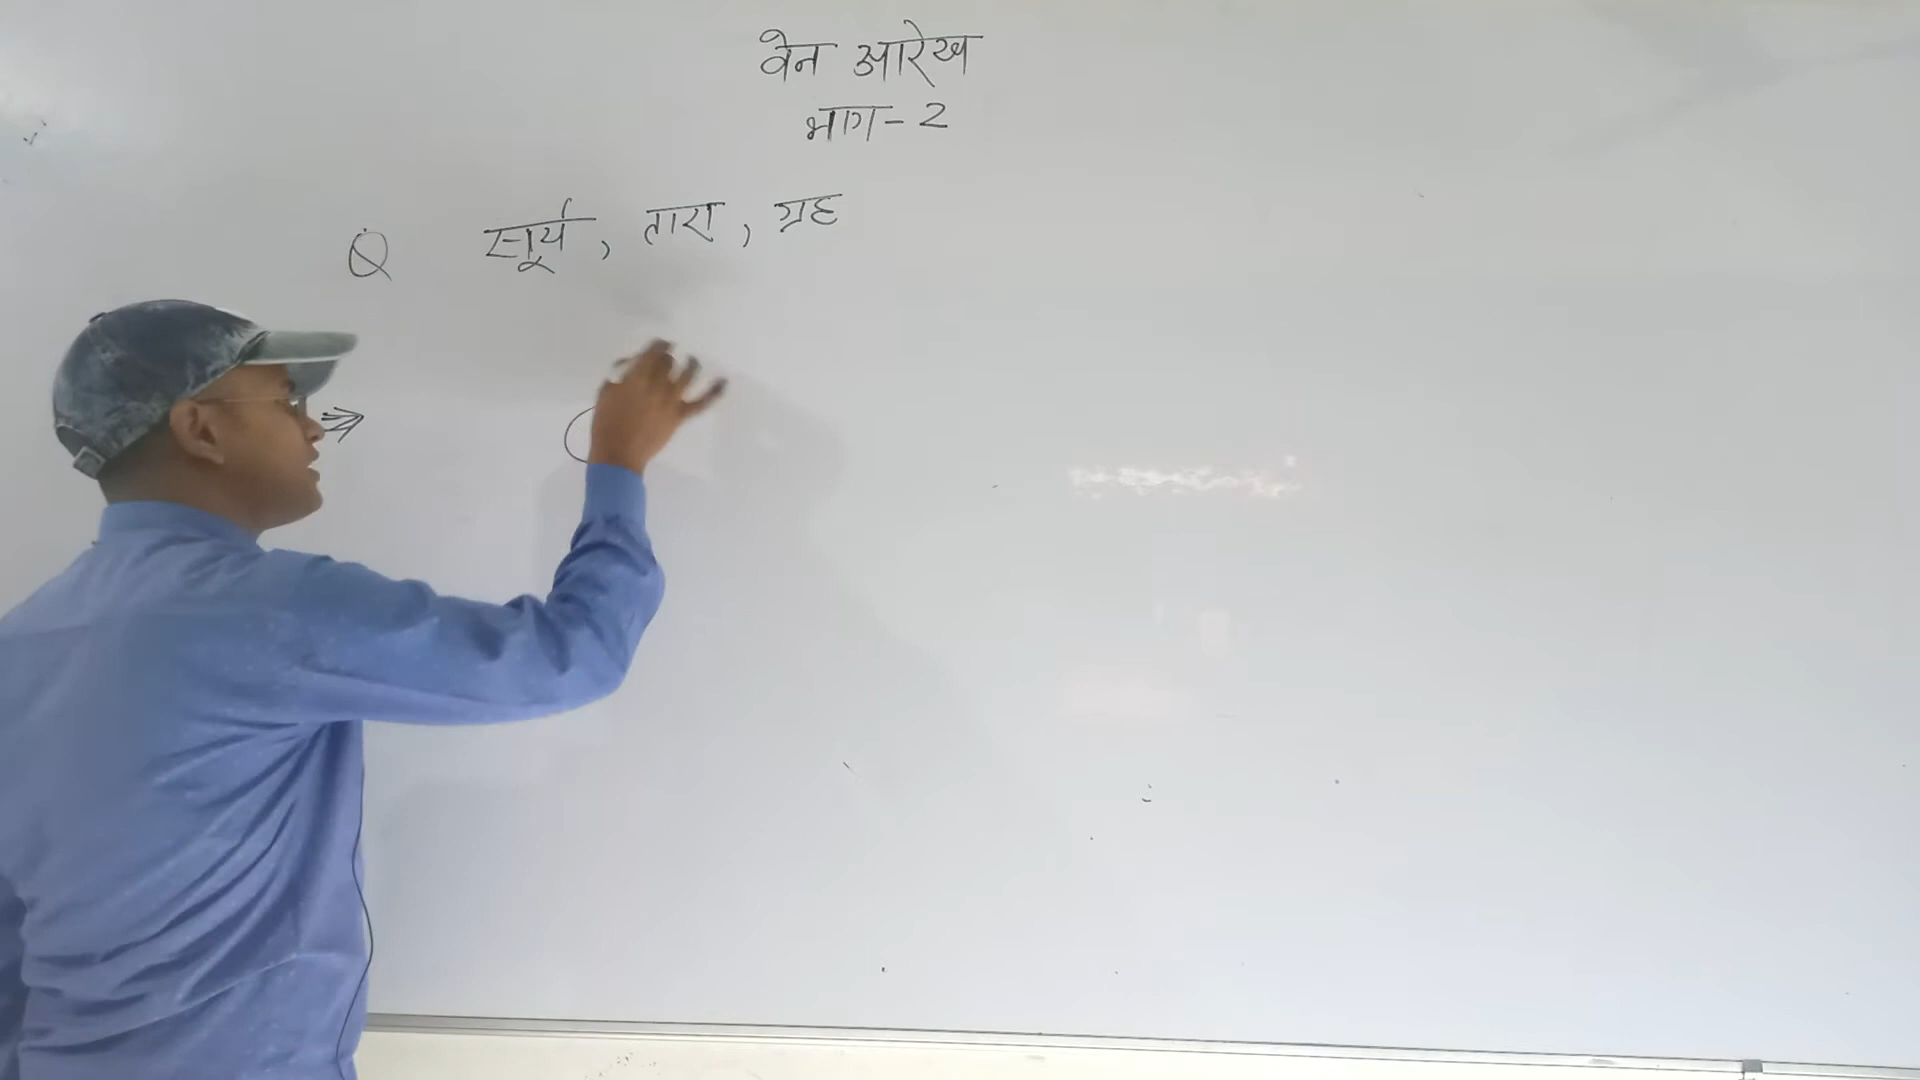 वेन आरेख
भाग-2
Q सूर्य, तारा, ग्रह